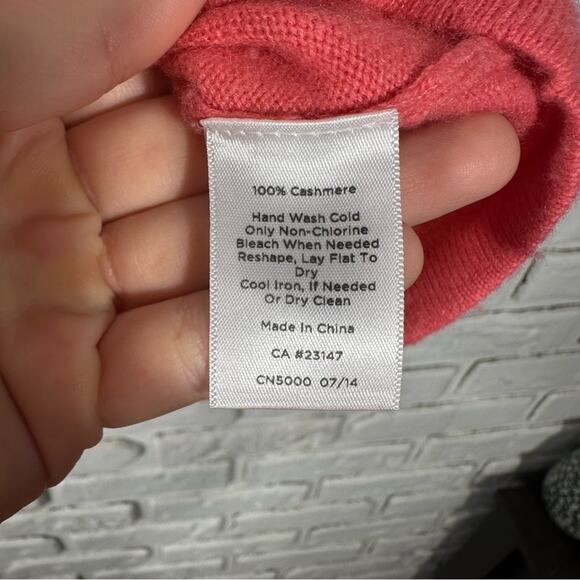 100% Cashmere
Hand Wash Cold
Only Non-Chlorine
Bleach When Needed
Reshape, Lay Flat To
Dry
Cool Iron, If Needed
Or Dry Clean
Made In China
CA #23147
CN5000 07/14